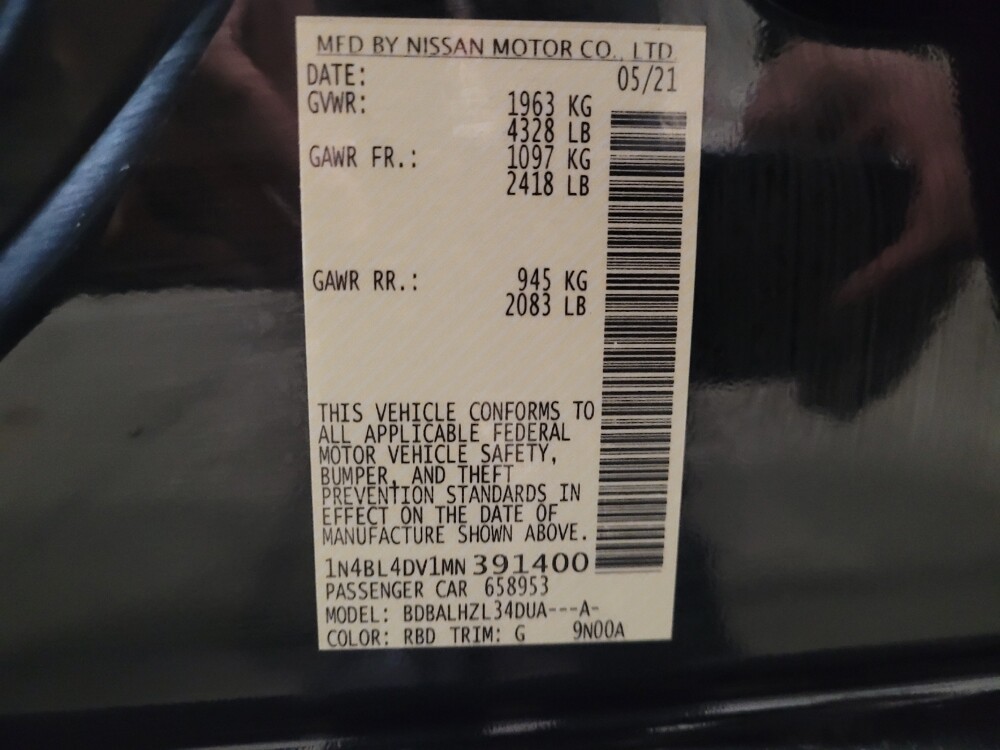 MFD BY NISSAN MOTOR CO., LTD.
DATE: 05/21
GVWR: 1963 KG
4328 LB
GAWR FR.: 1097 KG
2418 LB
GAWR RR.: 945 KG
2083 LB
THIS VEHICLE CONFORMS TO
ALL APPLICABLE FEDERAL
MOTOR VEHICLE SAFETY,
BUMPER, AND THEFT
PREVENTION STANDARDS IN
EFFECT ON THE DATE OF
MANUFACTURE SHOWN ABOVE.
1N4BL4DV1MN391400
PASSENGER CAR 658953
MODEL: BDBALHZL34DUA---A-
COLOR: RBD TRIM: G 9N00A